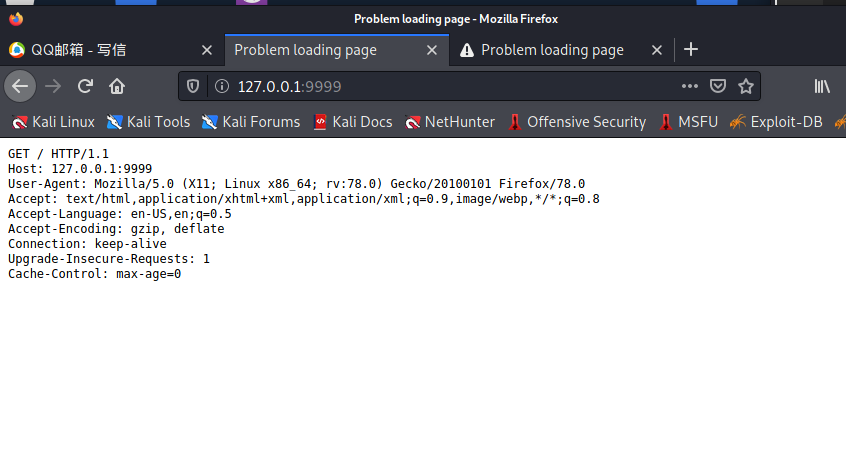 Problem loading page - Mozilla Firefox
QQ邮箱 - 写信
Problem loading page
Problem loading page
127.0.0.1:9999
Kali Linux Kali Tools Kali Forums Kali Docs NetHunter Offensive Security MSFU Exploit-DB
GET / HTTP/1.1
Host: 127.0.0.1:9999
User-Agent: Mozilla/5.0 (X11; Linux x86_64; rv:78.0) Gecko/20100101 Firefox/78.0
Accept: text/html,application/xhtml+xml,application/xml;q=0.9,image/webp,*/*;q=0.8
Accept-Language: en-US,en;q=0.5
Accept-Encoding: gzip, deflate
Connection: keep-alive
Upgrade-Insecure-Requests: 1
Cache-Control: max-age=0